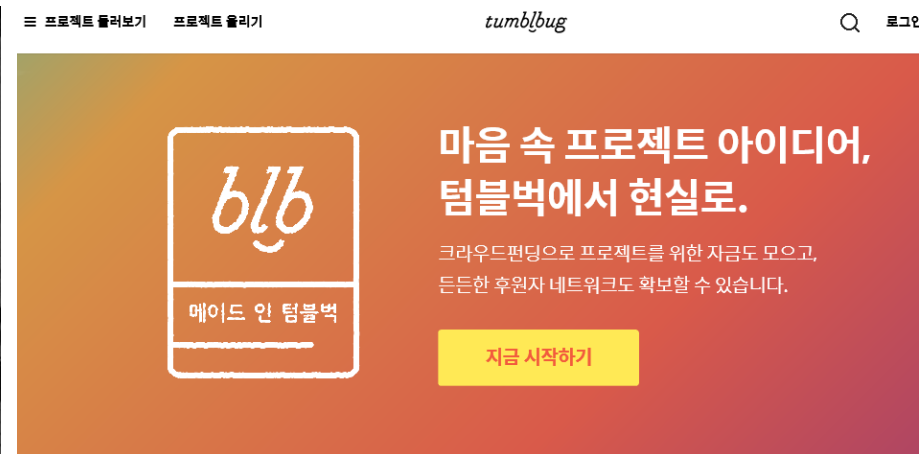 프로젝트 둘러보기 프로젝트 올리기 tumblbug
blb
메이드 인 텀블벅
마음 속 프로젝트 아이디어,
텀블벅에서 현실로.
크라우드펀딩으로 프로젝트를 위한 자금도 모으고,
든든한 후원자 네트워크도 확보할 수 있습니다.
지금 시작하기